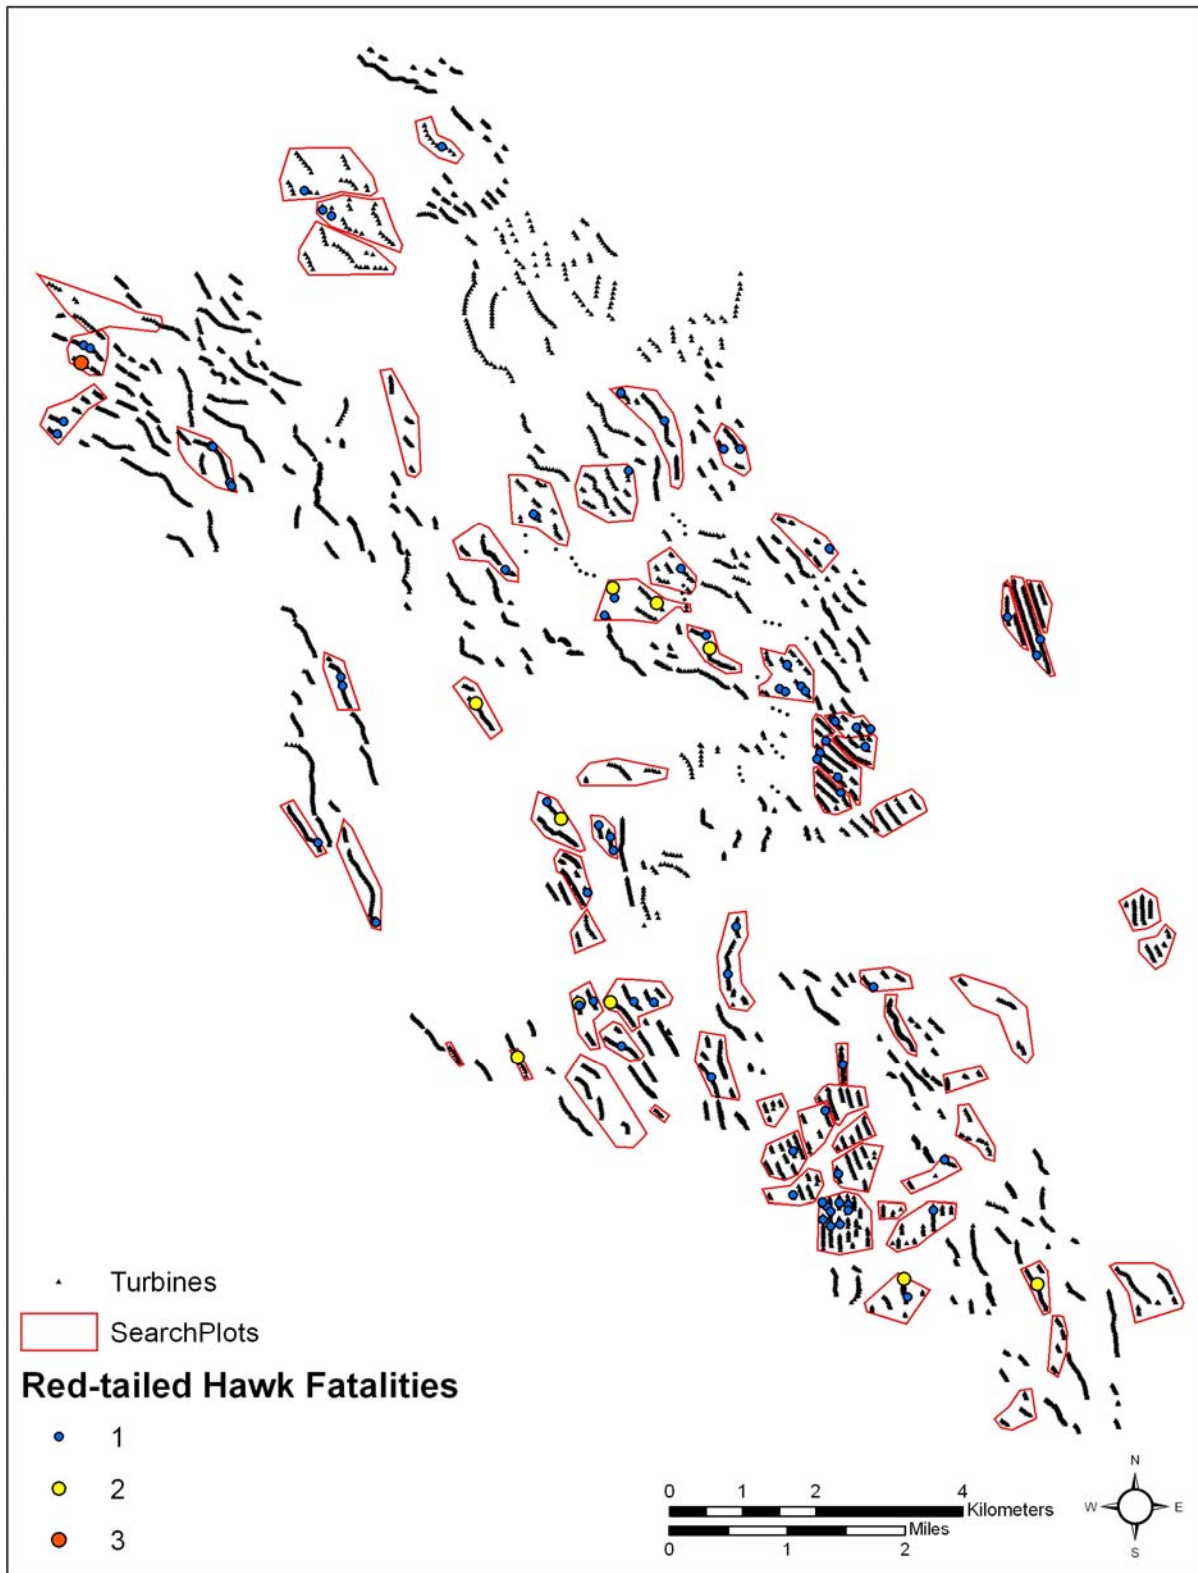 Turbines
SearchPlots
Red-tailed Hawk Fatalities
1
2
3
0 1 2 4
Kilometers
Miles
0 1 2
N
W E
S